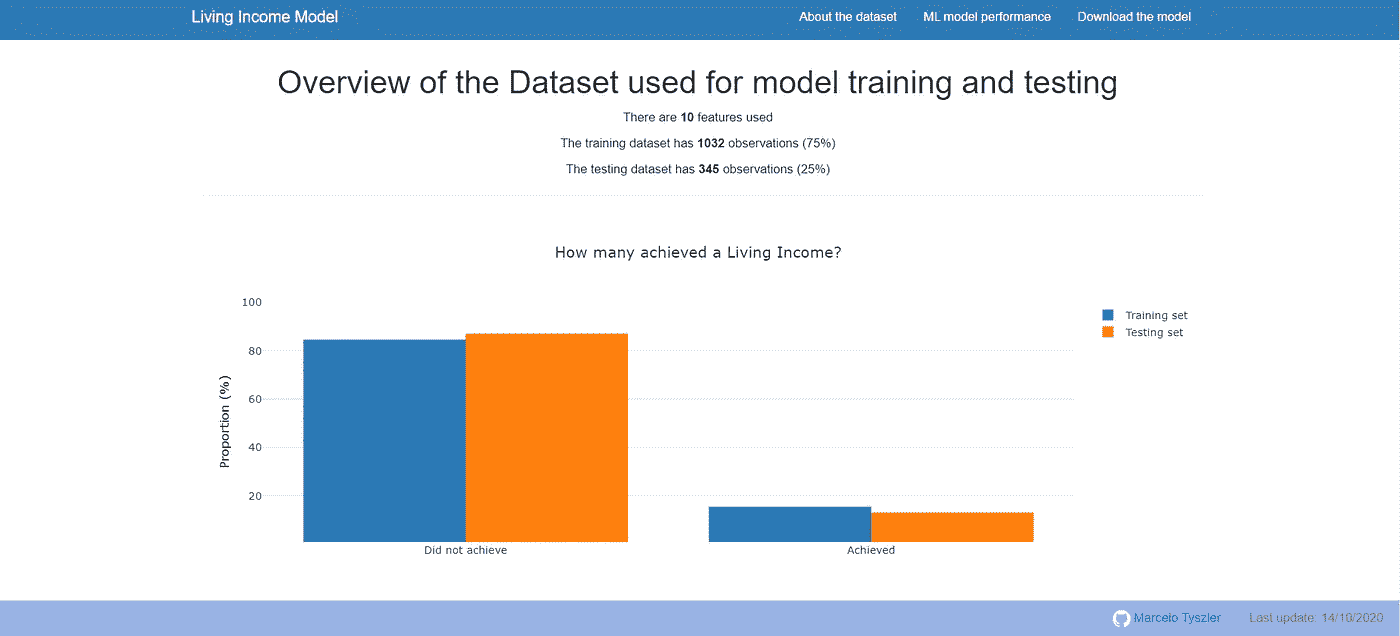 Living Income Model About the dataset ML model performance Download the model
Overview of the Dataset used for model training and testing
There are 10 features used
The training dataset has 1032 observations (75%)
The testing dataset has 345 observations (25%)
How many achieved a Living Income?
100
80
60
40
20
Proportion (%)
Did not achieve Achieved
Training set
Testing set
Marcelo Tyszler Last update: 14/10/2020